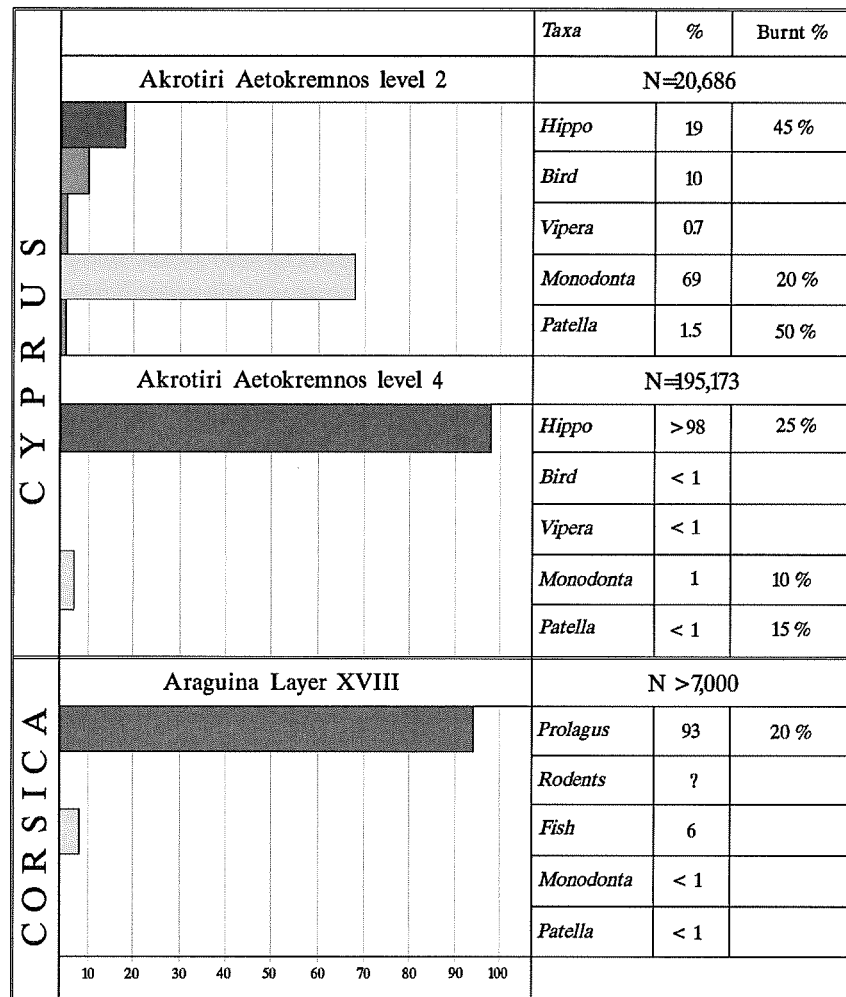 Taxa % Burnt %
CYPRUS
Akrotiri Aetokremnos level 2 N=20,686
Hippo 19 45 %
Bird 10
Vipera 0.7
Monodonta 69 20 %
Patella 1.5 50 %
Akrotiri Aetokremnos level 4 N=195,173
Hippo >98 25 %
Bird < 1
Vipera < 1
Monodonta 1 10 %
Patella < 1 15 %
CORSICA
Araguina Layer XVIII N >7,000
Prolagus 93 20 %
Rodents ?
Fish 6
Monodonta < 1
Patella < 1
10 20 30 40 50 60 70 80 90 100